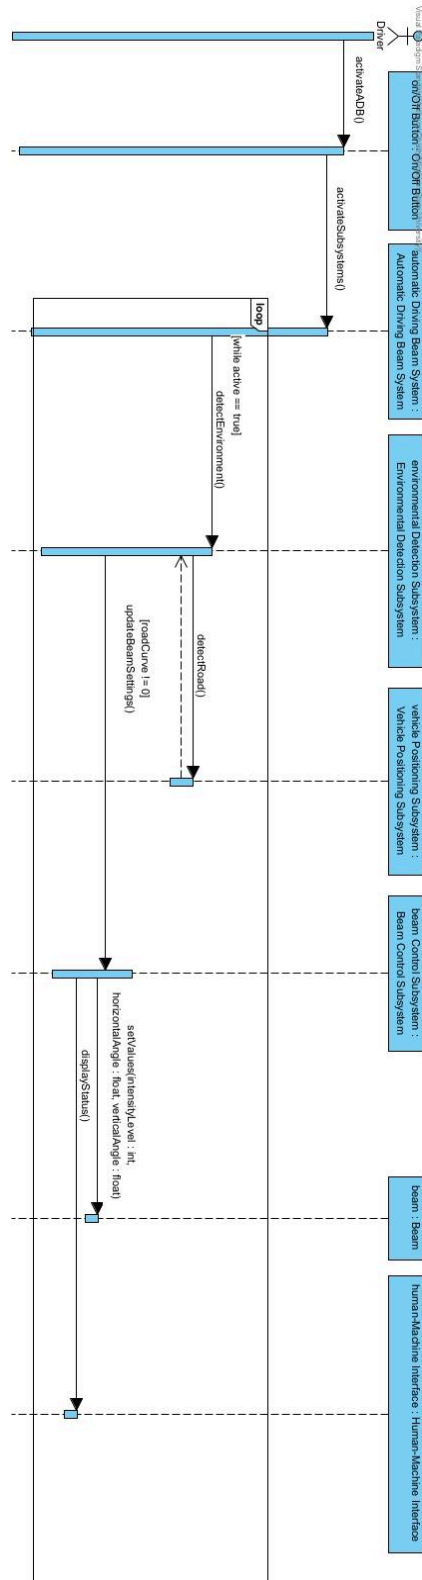 Driver
on/Off Button : On/Off Button
automatic Driving Beam System :
Automatic Driving Beam System
environmental Detection Subsystem :
Environmental Detection Subsystem
vehicle Positioning Subsystem :
Vehicle Positioning Subsystem
beam Control Subsystem :
Beam Control Subsystem
beam : Beam
human-Machine Interface : Human-Machine Interface
activateADB()
activateSubsystems()
loop
[while active == true]
detectEnvironment()
detectRoad()
[roadCurve != 0]
updateBeamSettings()
setValues(intensityLevel : int,
horizontalAngle : float, verticalAngle : float)
displayStatus()